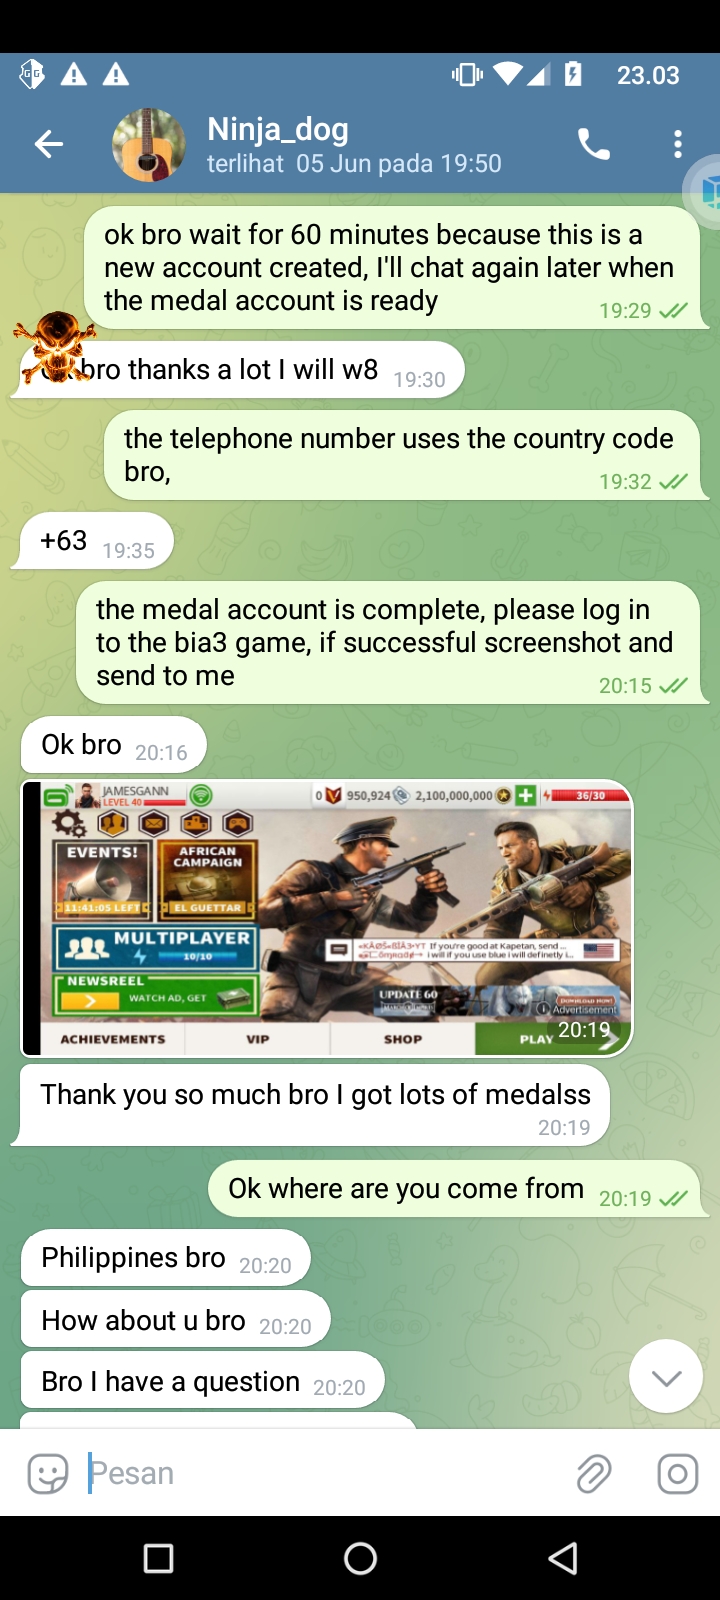 23.03
Ninja_dog
terlihat 05 Jun pada 19:50
ok bro wait for 60 minutes because this is a
new account created, I'll chat again later when
the medal account is ready
19:29
bro thanks a lot I will w8 19:30
the telephone number uses the country code
bro,
19:32
+63 19:35
the medal account is complete, please log in
to the bia3 game, if successful screenshot and
send to me
20:15
Ok bro 20:16
JAMESGANN
LEVEL 40
0 950,924 2,100,000,000 36/30
EVENTS!
11:41:05 LEFT
AFRICAN
CAMPAIGN
EL GUETTAR
MULTIPLAYER
10/10
If you're good at Kapetan, send ...
i will if you use blue i will definetly i...
NEWSREEL
WATCH AD, GET
UPDATE 60
DOWNLOAD NOW!
Advertisement
ACHIEVEMENTS VIP SHOP PLAY
20:19
Thank you so much bro I got lots of medalss
20:19
Ok where are you come from 20:19
Philippines bro 20:20
How about u bro 20:20
Bro I have a question 20:20
Pesan